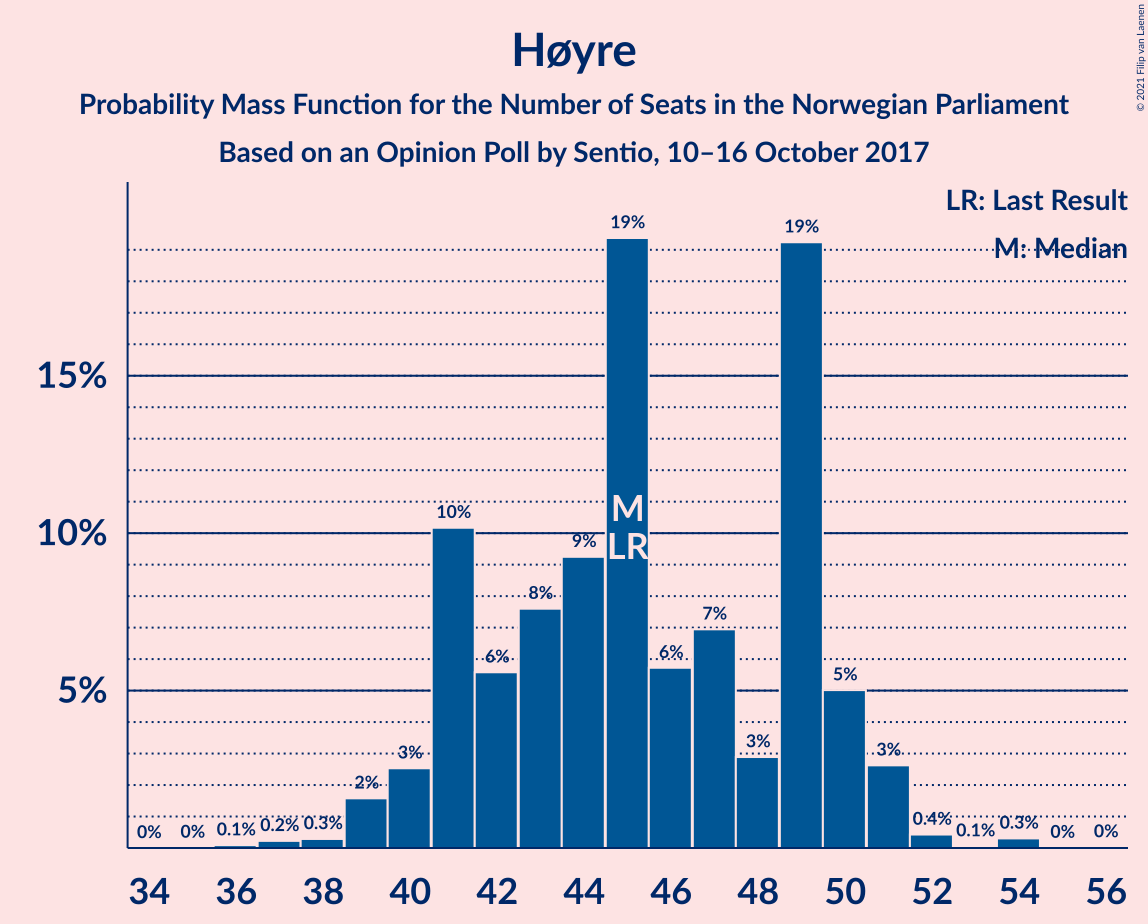 Høyre
Probability Mass Function for the Number of Seats in the Norwegian Parliament
Based on an Opinion Poll by Sentio, 10–16 October 2017
© 2021 Filip van Laenen
LR: Last Result
M: Median
15%
10%
5%
0%
0%
0.1%
0.2%
0.3%
2%
3%
10%
6%
8%
9%
19%
6%
7%
3%
19%
5%
3%
0.4%
0.1%
0.3%
0%
0%
M
LR
34 36 38 40 42 44 46 48 50 52 54 56